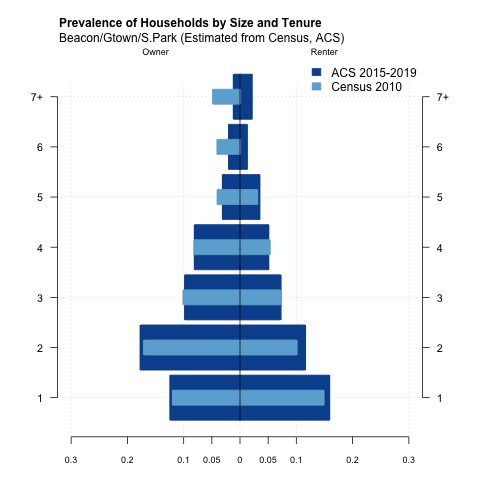 Prevalence of Households by Size and Tenure
Beacon/Gtown/S.Park (Estimated from Census, ACS)
Owner Renter
ACS 2015-2019
Census 2010
7+ 7+
6 6
5 5
4 4
3 3
2 2
1 1
0.3 0.2 0.1 0.05 0 0.05 0.1 0.2 0.3